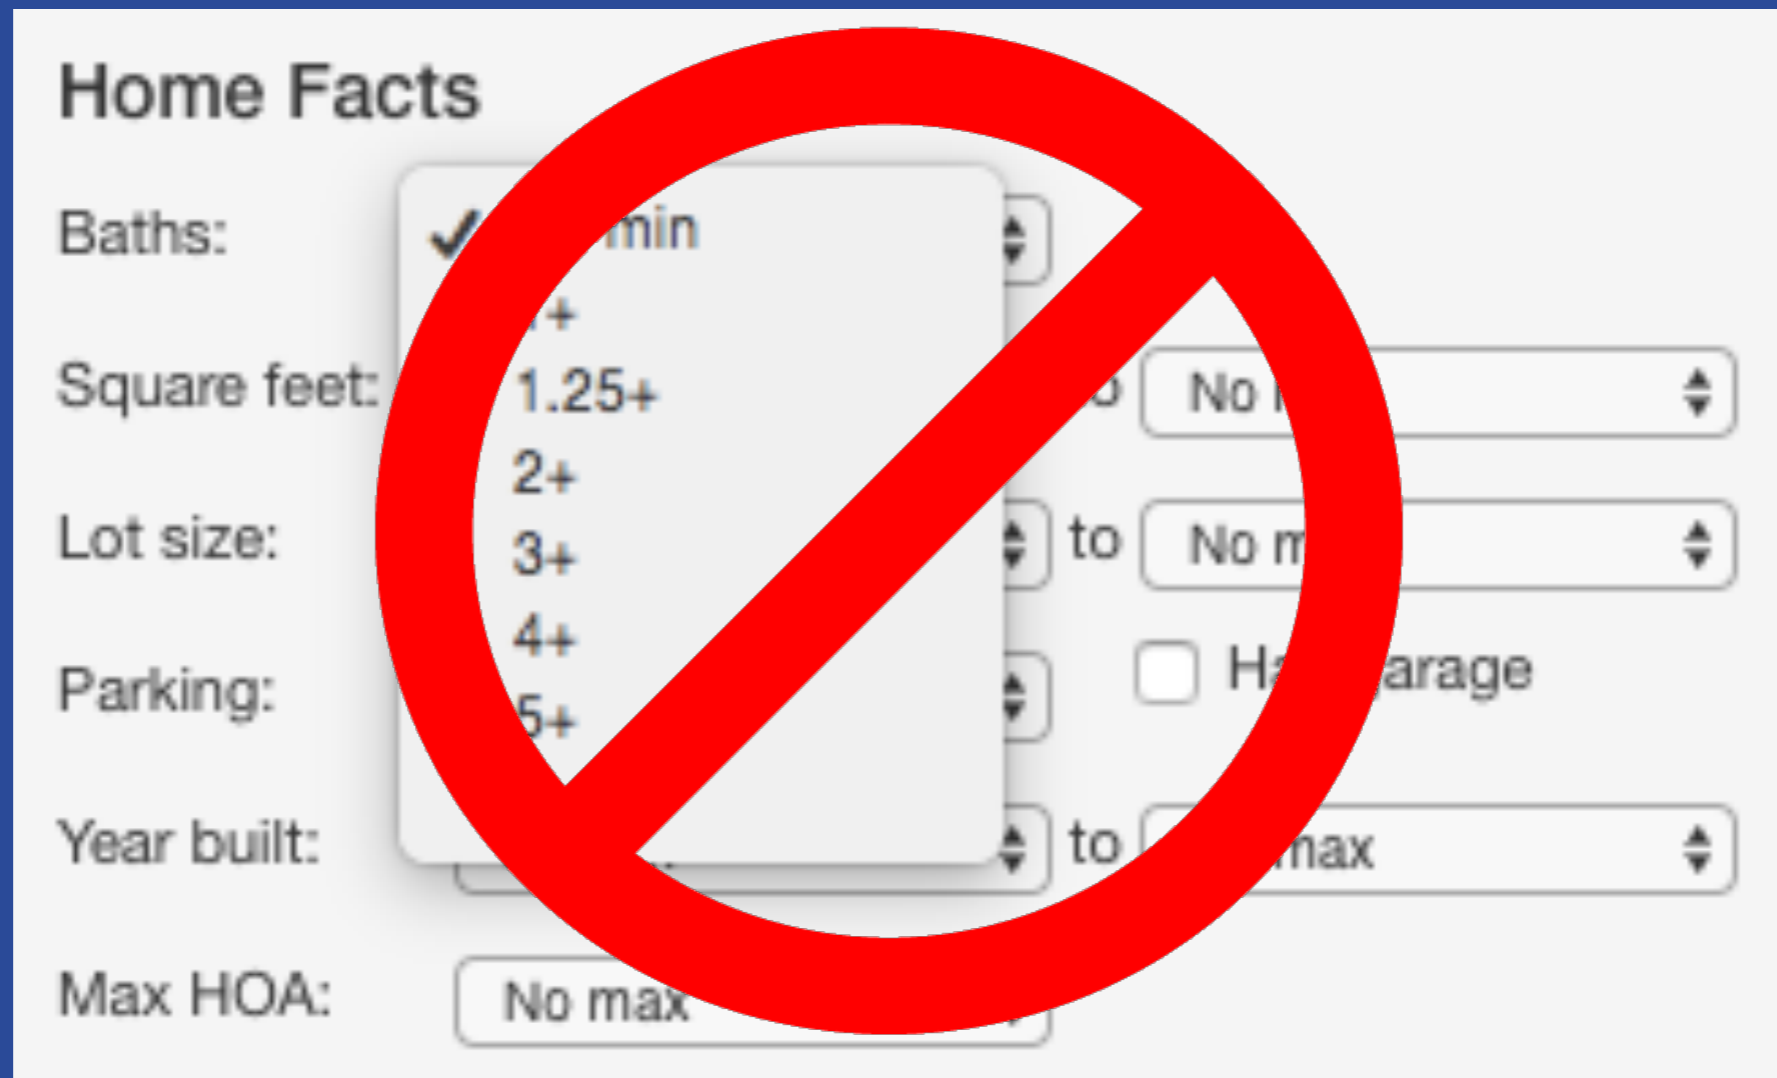 Home Facts
Baths:
min
1+
Square feet:
1.25+
No
2+
Lot size:
3+
to
No
4+
Parking:
5+
Year built:
to
max
Max HOA:
No max